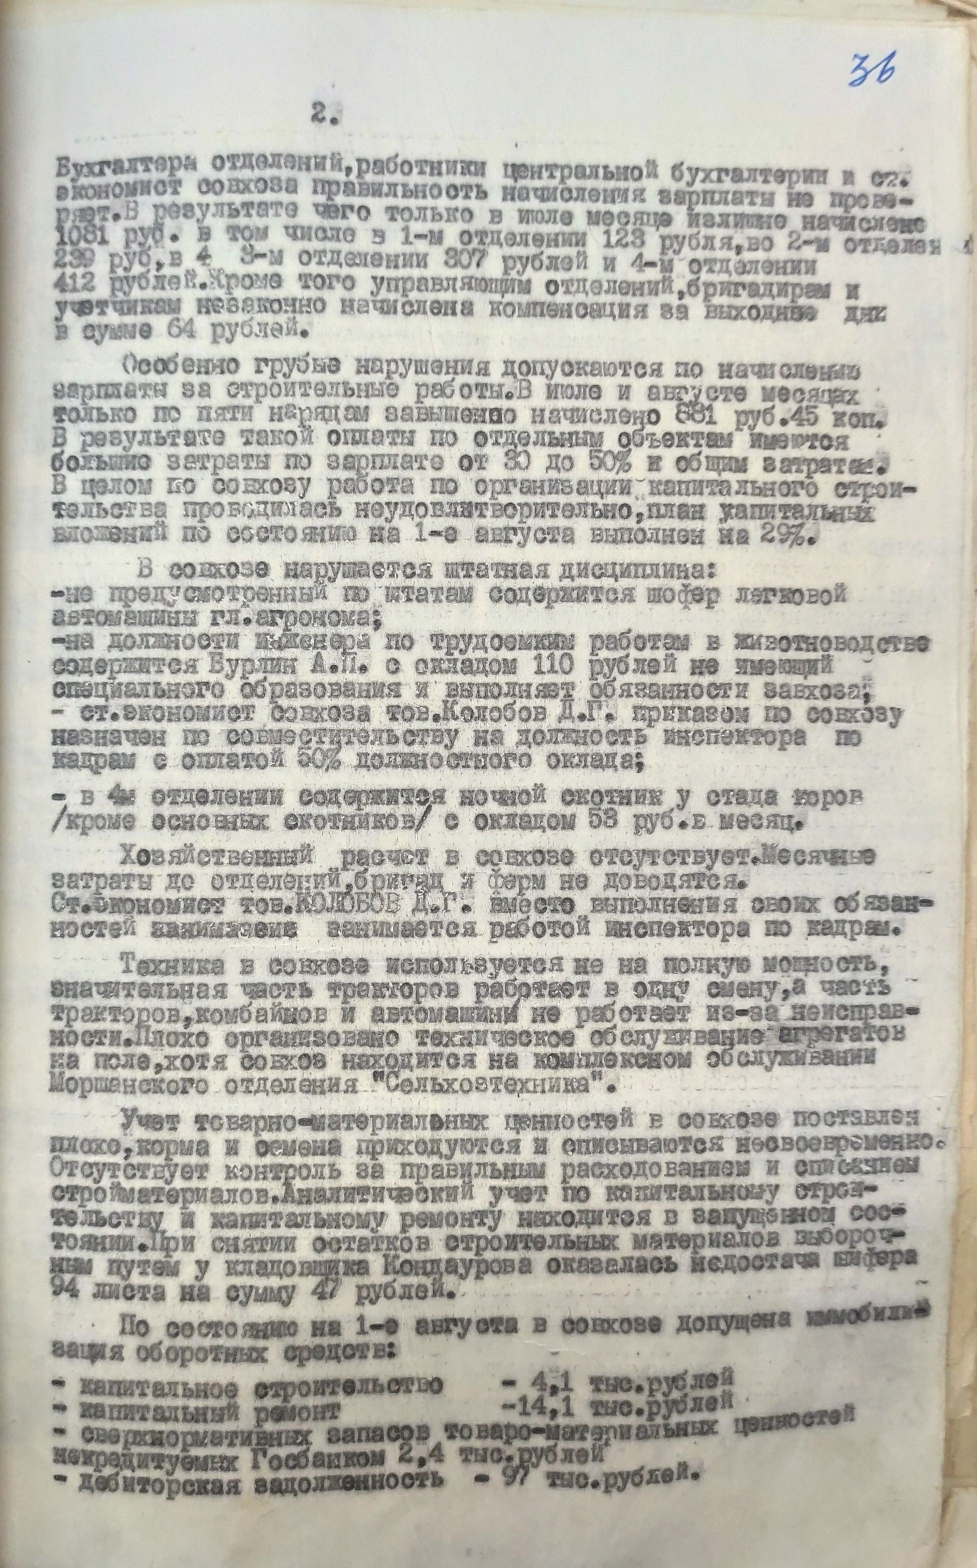 36
2.
Бухгалтера отделений,работники центральной бухгалтерии и ст.
экономист совхоза правильность начисления зарплаты не прове-
ряет.В результате чего только в июле месяце излишне начислено
1081 руб. в том числе в 1-м отделении 123 рубля,во 2-м отделен
239 руб,в 4 3-м отделении 307 рублей и 4-м отделении
412 рублей.Кроме того управляющим отделений,бригадирам и
учетчикам незаконно начислена компенсация за выходные дни
в сумме 64 рублей.
Особенно грубые нарушения допускаются по начислению
зарплаты за строительные работы.В июле и августе месяцах
только по пяти нарядам завышенно начислено 881 руб.45 коп.
В результате такой оплаты по отдельным объектам имеются
большие затраты по зарплате от 30 до 50% к общим затратам.
В целом по совхозу работа по организации капитального строи-
тельства проводилась неудовлитворительно,план капитальных
вложений по состоянию на 1-е августа выполнен на 29%.
В совхозе нарушается штатная дисциплина:
-не предусмотренный по штатам содержится шофер легковой
автомашины гл.агронома;
-на должности инженера по трудоемким работам в животноводстве
содержится Бурлин А.П. с окладом 110 рублей не имеющий
специального образования и выполняет обязанности завхоза;
- ст.экономист совхоза тов.Колобов Д.Г. приказом по совхозу
назначен по совместительству на должность инспектора по
кадрам с оплатой 50% должностного оклада;
- в 4м отделении содержится ночной скотник у стада коров
/кроме основных скотников/ с окладом 53 руб.в месяц.
Хозяйственный расчет в совхозе отсутствует.Месячные
затраты до отделений,бригад и ферм не доводятся.
Ст.экономист тов.КОЛОБОВ Д.Г. вместо выполнения своих обязан-
ностей занимается работой инспектора по кадрам.
Техника в совхозе используется не на полную мощность,
значительная часть тракторов работает в одну смену,а часть
тракторов,комбайнов и автомашины не работает из-за неисправ-
ности.Плохо организовано техническое обслуживание агрегатов
на поле,хотя совхоз находится на комплексном обслуживании
Моршанского отделения "Сельхозтехника".
Учет товарно-материальных ценностей в совхозе поставлен
плохо,корма и семена приходуются и списываются несвоевременно.
Отсутствует контроль за правильным расходованием и списанием
стройматериалов.Аналитический учет по капитальному строи-
тельству и капитальному ремонту находится в запущенном сос-
тоянии.При снятии остатков строительных материалов выбороч-
ным путем у кладовщика Кондаурова оказалась недостача шифера
94 листа на сумму 47 рублей.
По состоянию на 1-е августа в совхозе допущена иммобили-
зация оборотных средств:
- капитальное строительство - 4,1 тыс.рублей
- капитальный ремонт -14,1 тыс.рублей
- сверхнормативных запасов товаро-материальных ценностей
некредитуемых Госбанком 2,4 тыс.рублей
- дебиторская задолженность - 97 тыс.рублей.